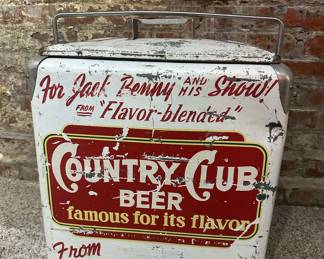 For Jack Benny AND HIS Show!
FROM "Flavor-blended"
COUNTRY CLUB
BEER
famous for its flavor
From